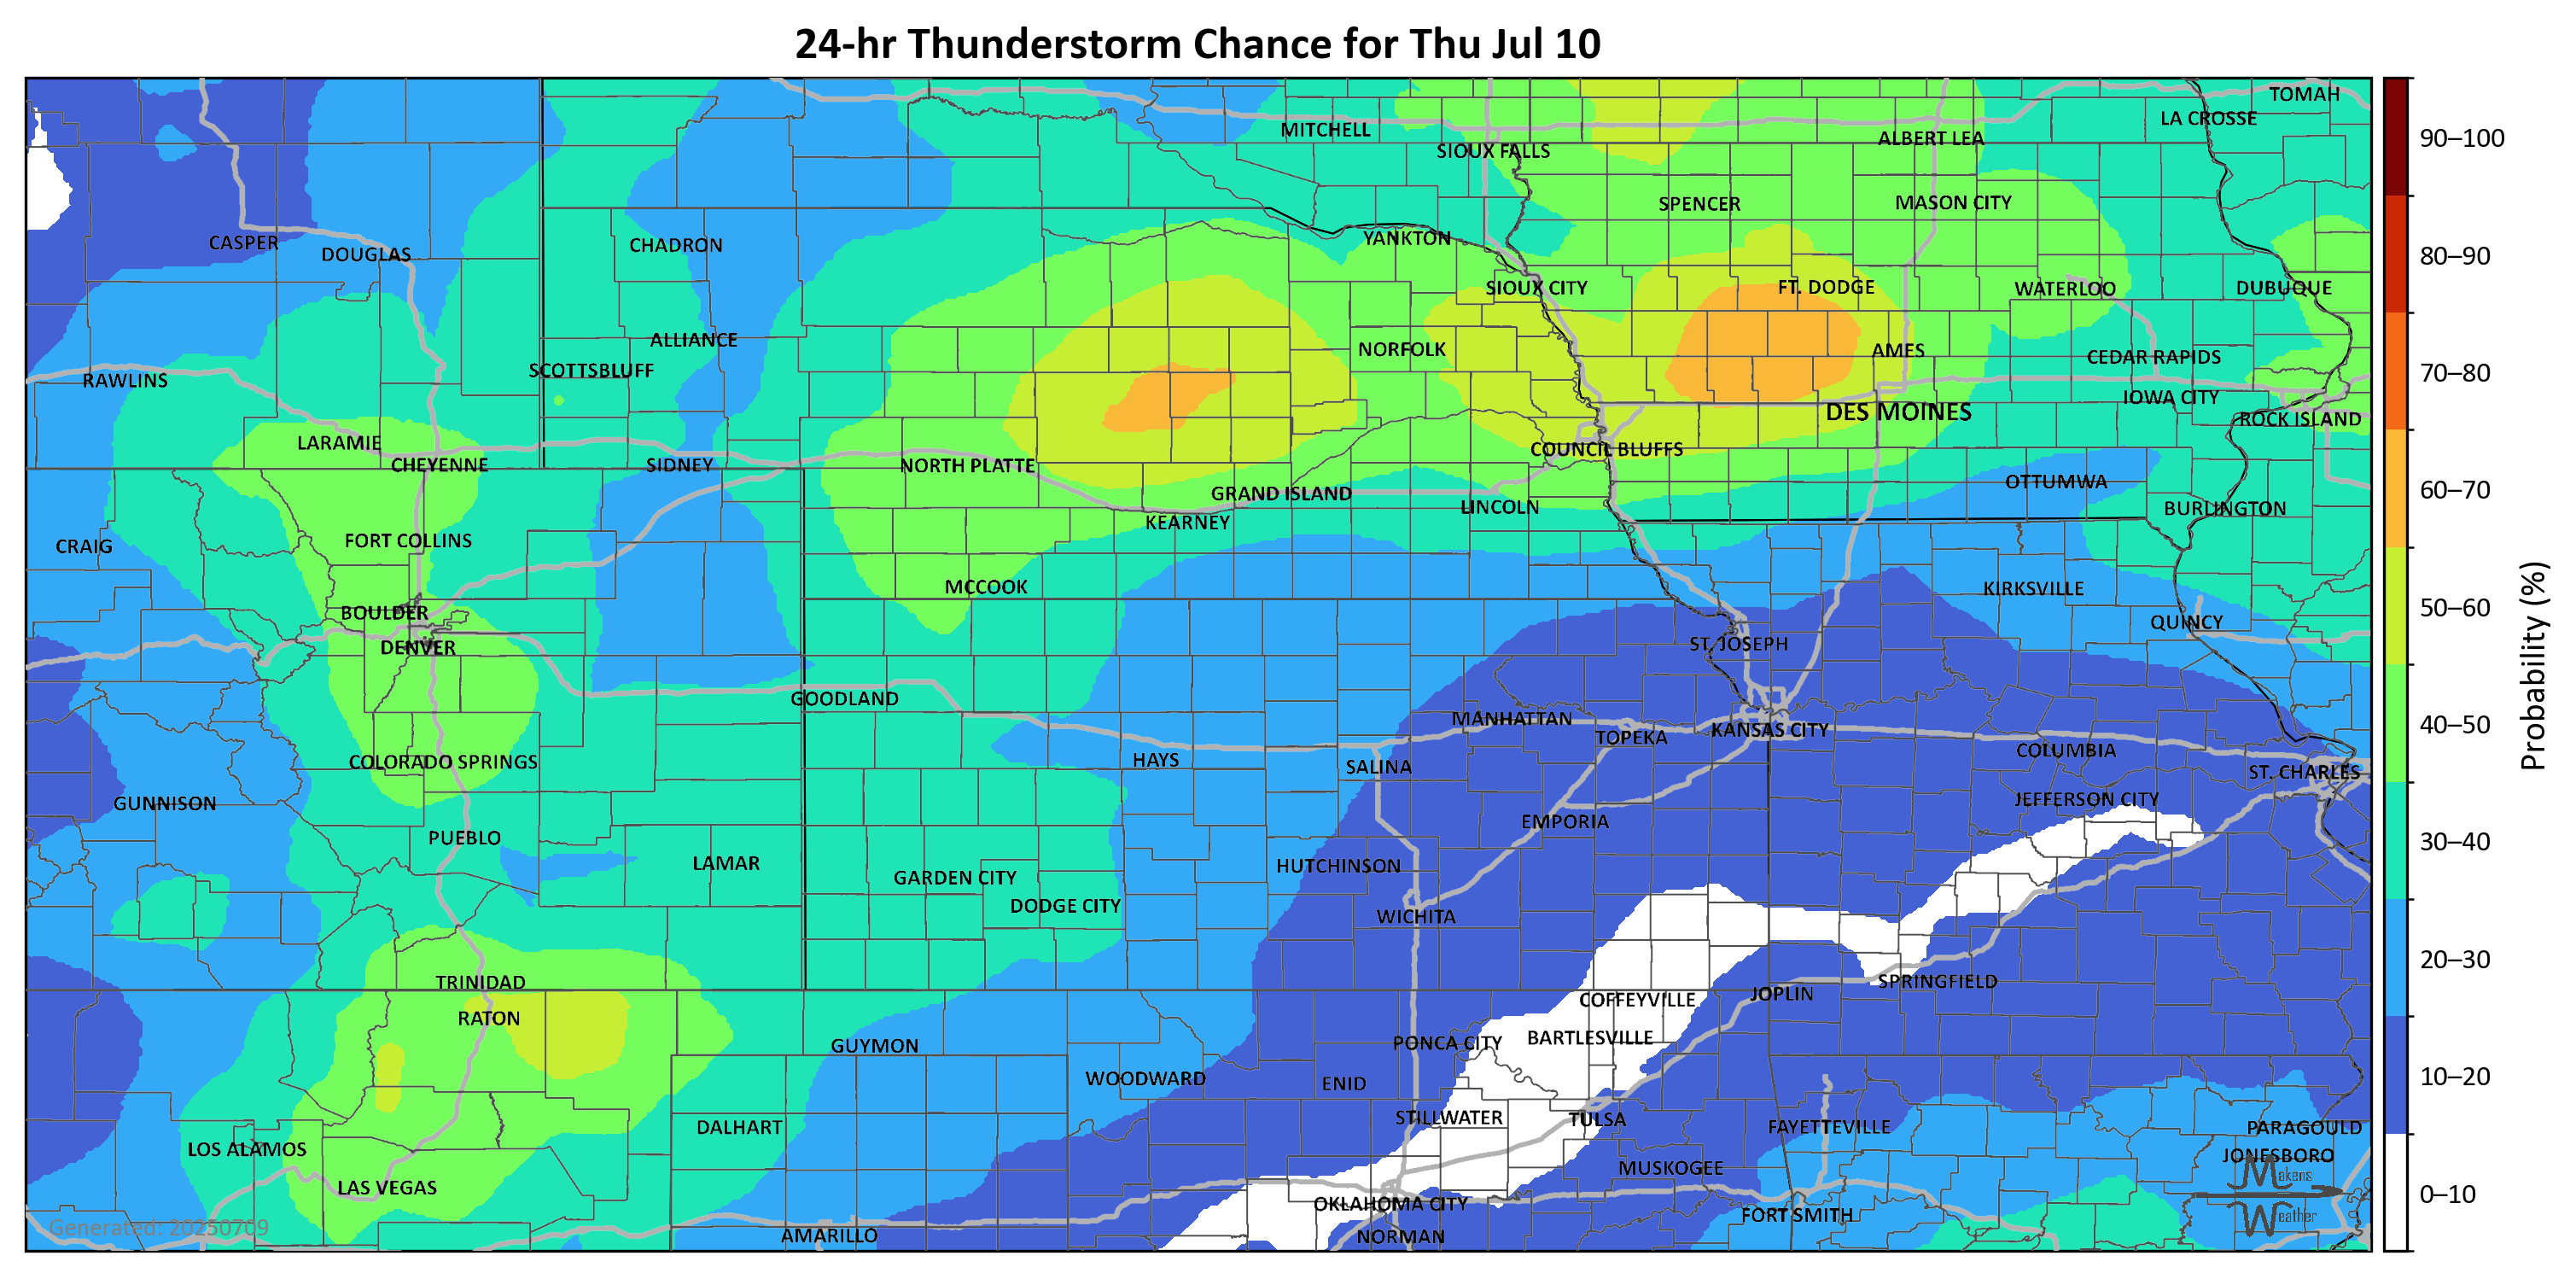 24-hr Thunderstorm Chance for Thu Jul 10
TOMAH
LA CROSSE
MITCHELL
ALBERT LEA
SIOUX FALLS
SPENCER
MASON CITY
CASPER
DOUGLAS
CHADRON
YANKTON
SIOUX CITY
FT. DODGE
WATERLOO
DUBUQUE
ALLIANCE
NORFOLK
AMES
CEDAR RAPIDS
SCOTTSBLUFF
RAWLINS
IOWA CITY
DES MOINES
ROCK ISLAND
LARAMIE
COUNCIL BLUFFS
CHEYENNE
SIDNEY
NORTH PLATTE
OTTUMWA
GRAND ISLAND
LINCOLN
BURLINGTON
KEARNEY
FORT COLLINS
CRAIG
MCCOOK
KIRKSVILLE
BOULDER
QUINCY
DENVER
ST. JOSEPH
GOODLAND
MANHATTAN
TOPEKA
KANSAS CITY
COLUMBIA
COLORADO SPRINGS
HAYS
SALINA
ST. CHARLES
GUNNISON
JEFFERSON CITY
PUEBLO
EMPORIA
LAMAR
HUTCHINSON
GARDEN CITY
DODGE CITY
WICHITA
TRINIDAD
SPRINGFIELD
JOPLIN
COFFEYVILLE
RATON
BARTLESVILLE
PONCA CITY
GUYMON
WOODWARD
ENID
STILLWATER
TULSA
DALHART
FAYETTEVILLE
PARAGOULD
LOS ALAMOS
JONESBORO
MUSKOGEE
LAS VEGAS
OKLAHOMA CITY
FORT SMITH
AMARILLO
NORMAN
Generated: 20250709
Makens
Weather
90–100
80–90
70–80
60–70
50–60
40–50
30–40
20–30
10–20
0–10
Probability (%)